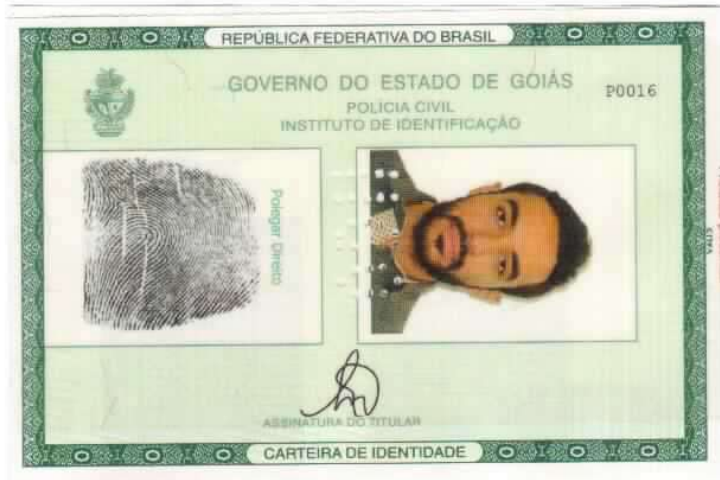 REPÚBLICA FEDERATIVA DO BRASIL
GOVERNO DO ESTADO DE GOIÁS
P0016
POLÍCIA CIVIL
INSTITUTO DE IDENTIFICAÇÃO
Polegar Direito
ASSINATURA DO TITULAR
CARTEIRA DE IDENTIDADE